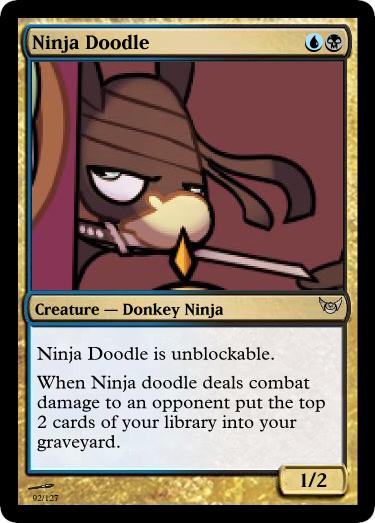 Ninja Doodle
Creature — Donkey Ninja
Ninja Doodle is unblockable.
When Ninja doodle deals combat
damage to an opponent put the top
2 cards of your library into your
graveyard.
1/2
92/127